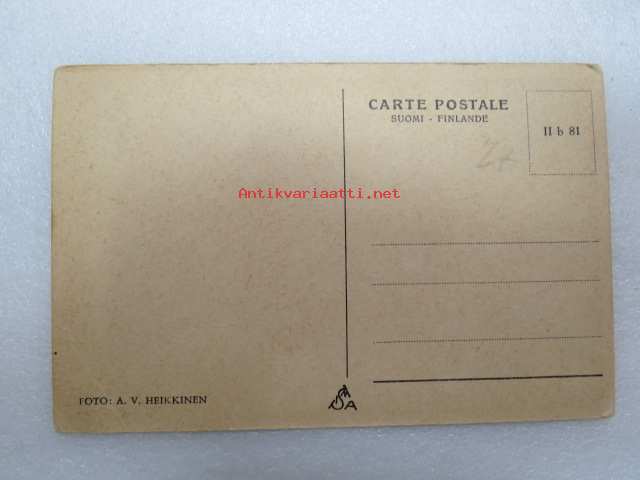 CARTE POSTALE
SUOMI - FINLANDE
II b 81
Antikvariaatti.net
FOTO: A. V. HEIKKINEN